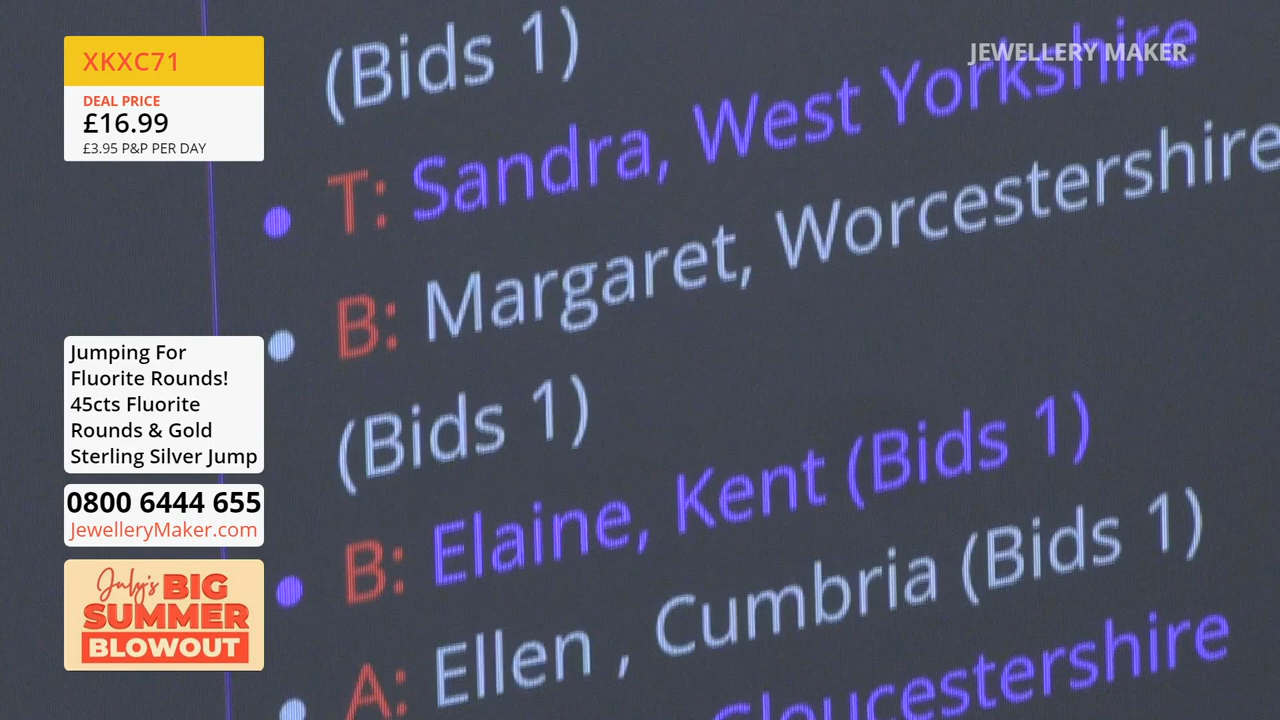 XKXC71
DEAL PRICE
£16.99
£3.95 P&P PER DAY
Jumping For
Fluorite Rounds!
45cts Fluorite
Rounds & Gold
Sterling Silver Jump
0800 6444 655
JewelleryMaker.com
July's BIG
SUMMER
BLOWOUT
JEWELLERY MAKER
(Bids 1)
T: Sandra, West Yorkshire
B: Margaret, Worcestershire
(Bids 1)
B: Elaine, Kent (Bids 1)
A: Ellen , Cumbria (Bids 1)
Gloucestershire